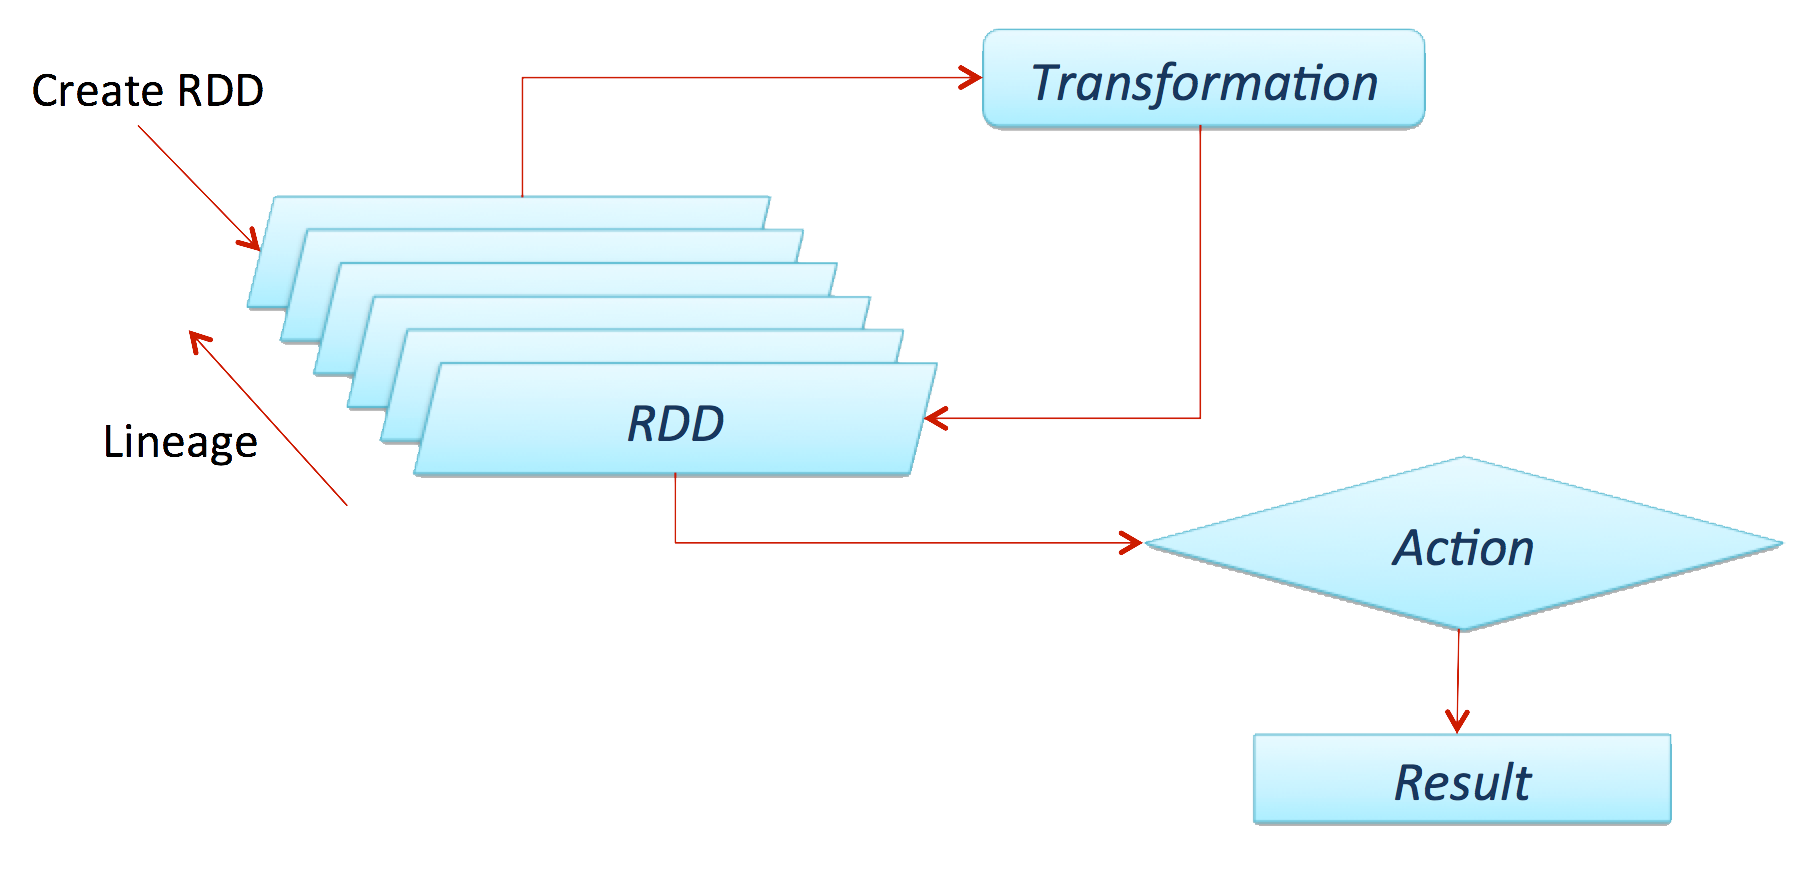 Create RDD
Transformation
RDD
Lineage
Action
Result